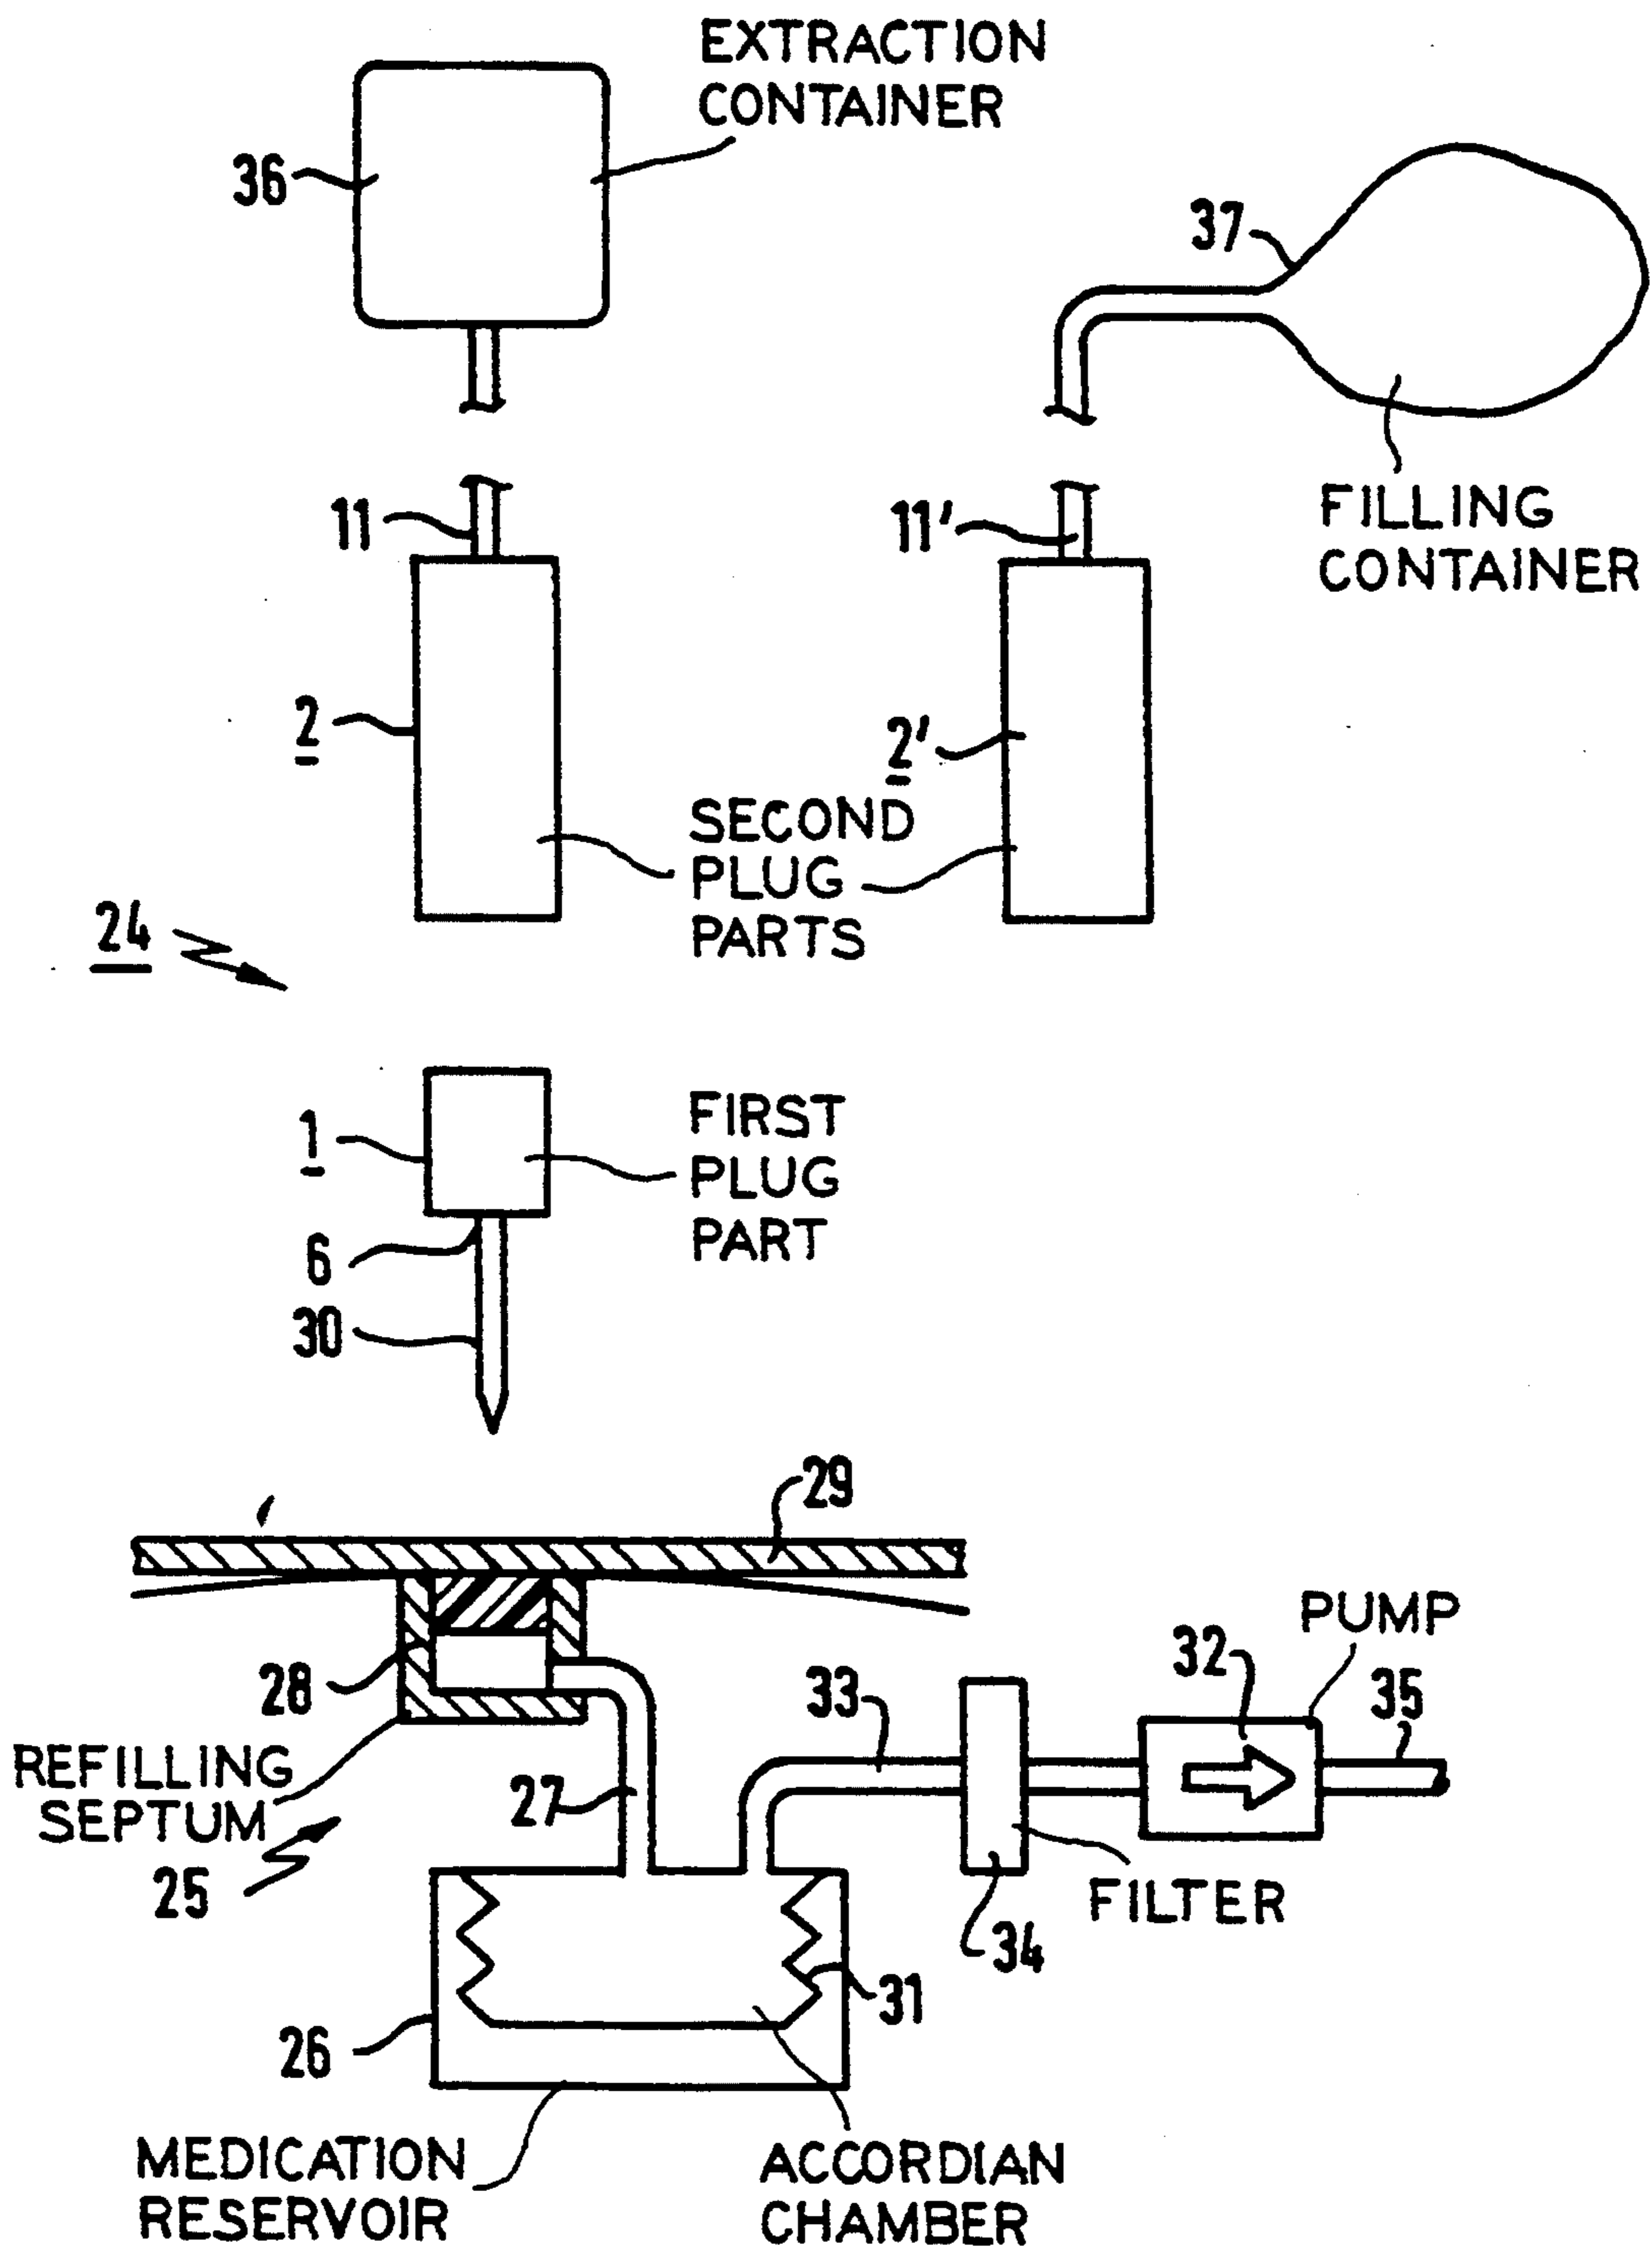 EXTRACTION
CONTAINER
36
37
FILLING
CONTAINER
11
11'
2
2'
SECOND
PLUG
PARTS
24
1
FIRST
PLUG
PART
6
30
29
28
PUMP
32
35
33
REFILLING
SEPTUM
27
25
FILTER
34
31
26
MEDICATION
RESERVOIR
ACCORDIAN
CHAMBER